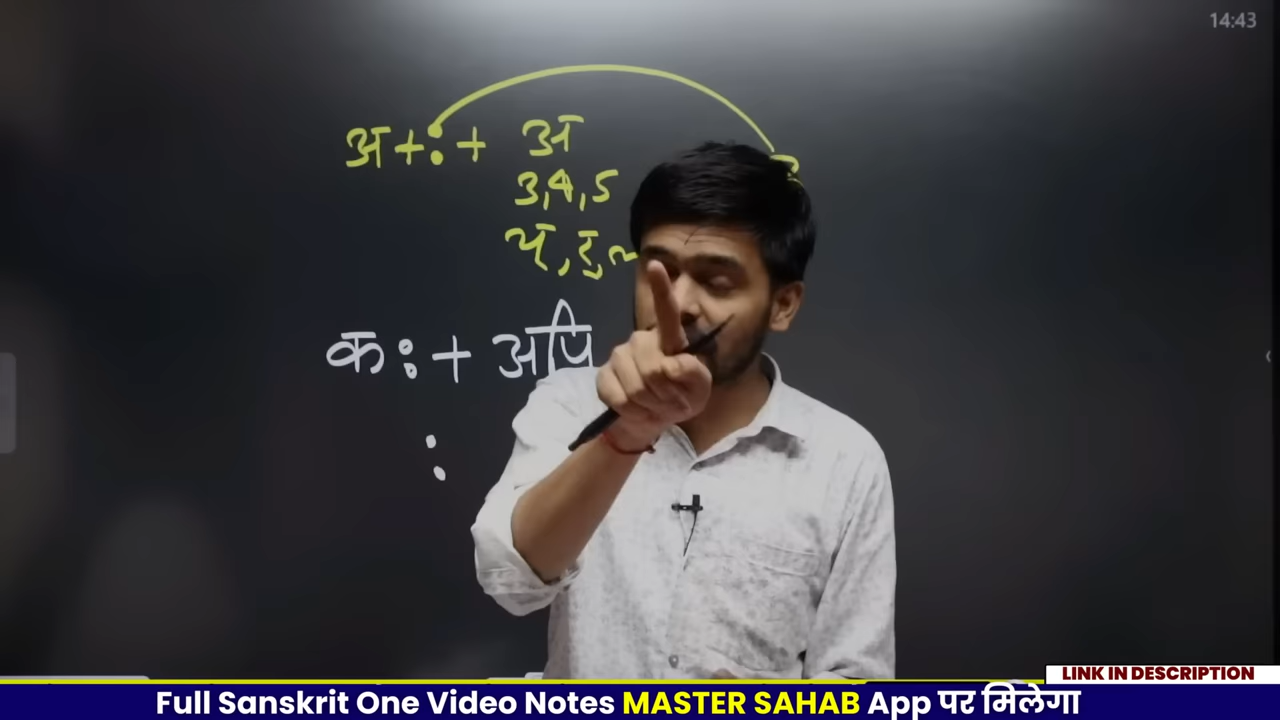 14:43
अ + : + अ
3,4,5
य, र,
क : + अपि
:
LINK IN DESCRIPTION
Full Sanskrit One Video Notes MASTER SAHAB App पर मिलेगा